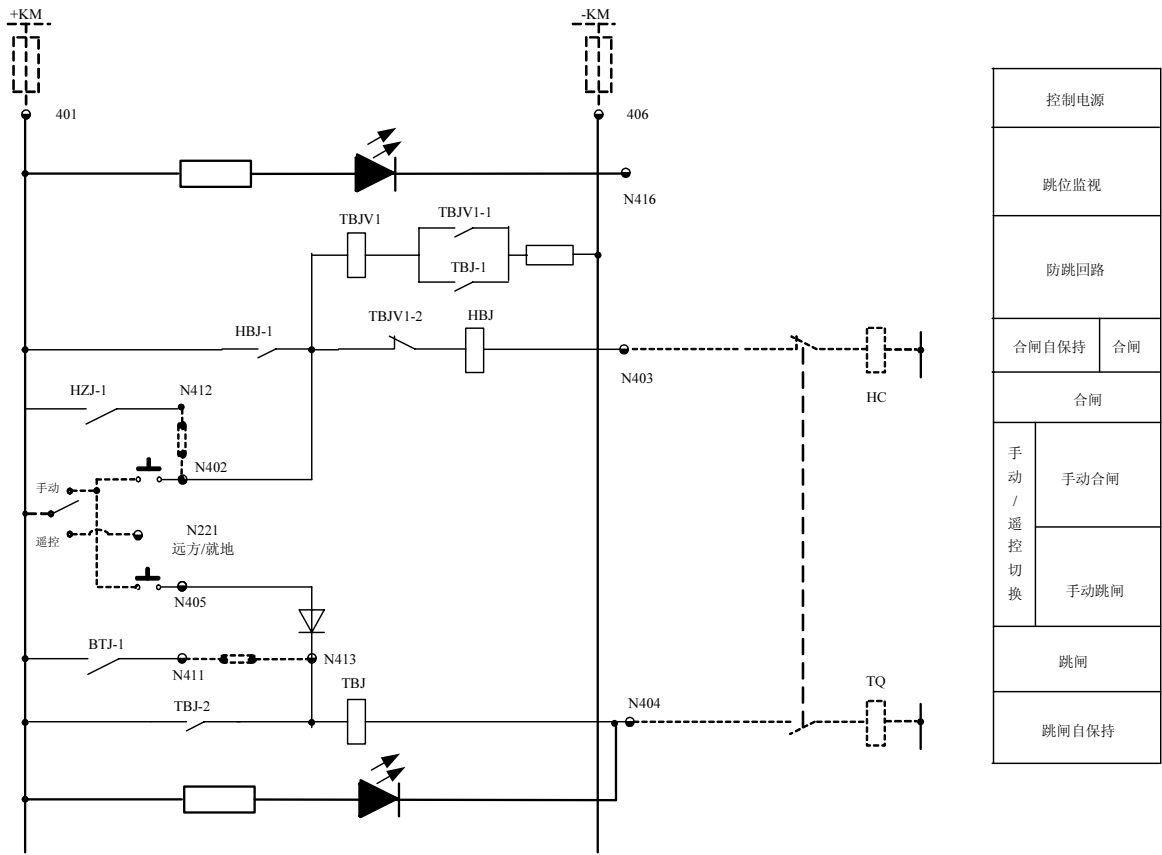 +KM
-KM
401
406
N416
TBJV1
TBJV1-1
TBJ-1
HBJ-1
TBJV1-2
HBJ
N403
HC
HZJ-1
N412
N402
手动
遥控
N221
远方/就地
N405
BTJ-1
N411
N413
TBJ-2
TBJ
N404
TQ
控制电源
跳位监视
防跳回路
合闸自保持
合闸
合闸
手动/遥控切换
手动合闸
手动跳闸
跳闸
跳闸自保持